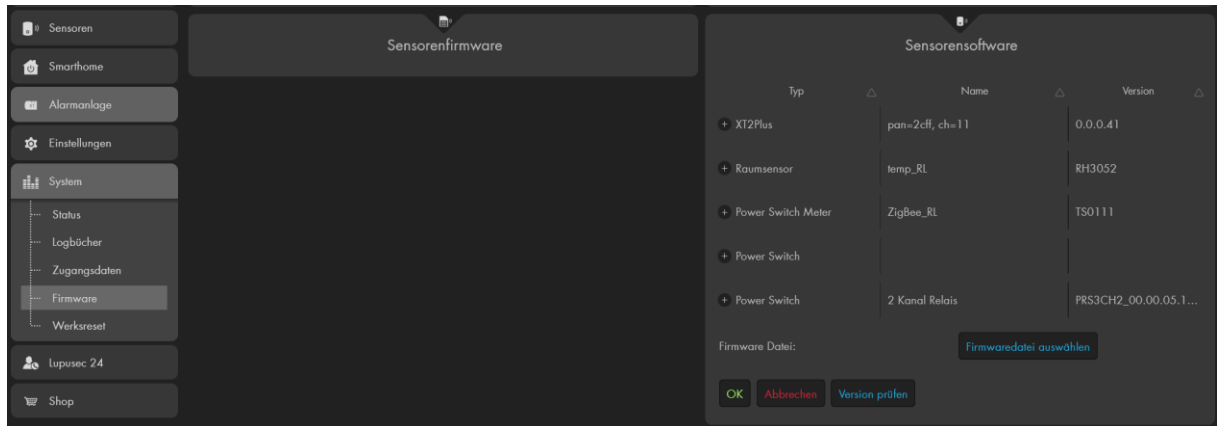 Sensoren
Smarthome
Alarmanlage
Einstellungen
System
Status
Logbücher
Zugangsdaten
Firmware
Werksreset
Lupusec 24
Shop
Sensorenfirmware
Sensorensoftware
Typ Name Version
XT2Plus pan=2cff, ch=11 0.0.0.41
Raumsensor temp_RL RH3052
Power Switch Meter ZigBee_RL TS0111
Power Switch
Power Switch 2 Kanal Relais PRS3CH2_00.00.05.1...
Firmware Datei: Firmwaredatei auswählen
OK Abbrechen Version prüfen